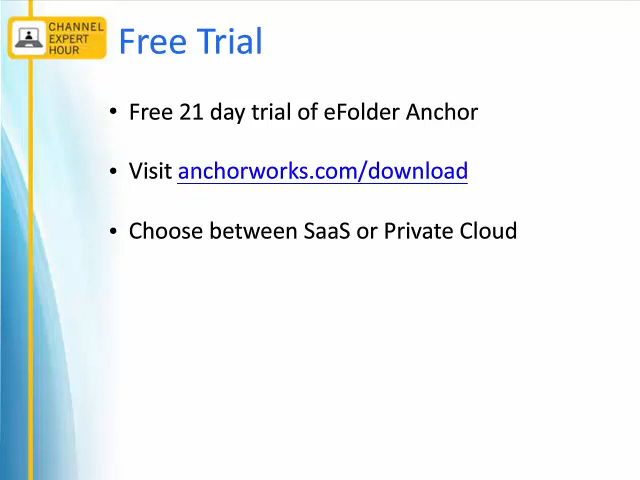 CHANNEL
EXPERT
HOUR
Free Trial
• Free 21 day trial of eFolder Anchor
• Visit anchorworks.com/download
• Choose between SaaS or Private Cloud